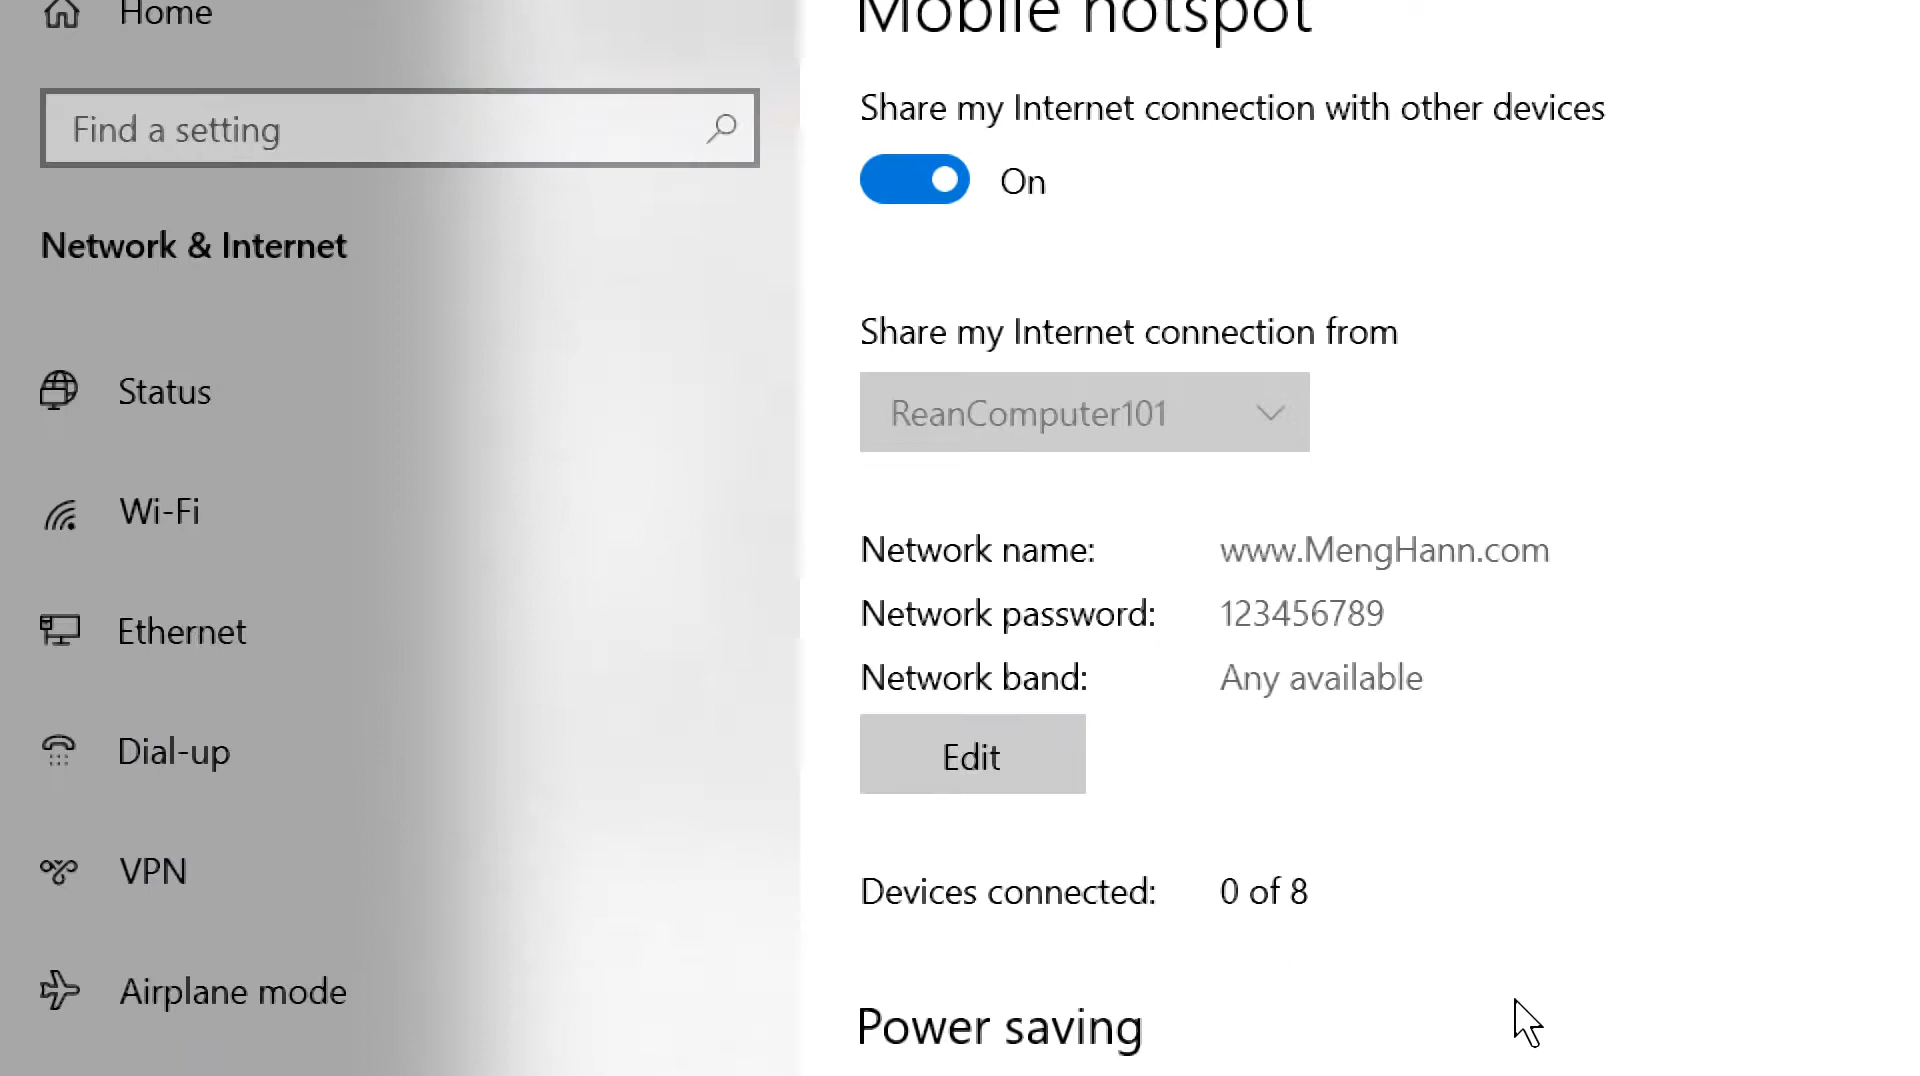 Home
Find a setting
Network & Internet
Status
Wi-Fi
Ethernet
Dial-up
VPN
Airplane mode
Mobile hotspot
Share my Internet connection with other devices
On
Share my Internet connection from
ReanComputer101
Network name: www.MengHann.com
Network password: 123456789
Network band: Any available
Edit
Devices connected: 0 of 8
Power saving